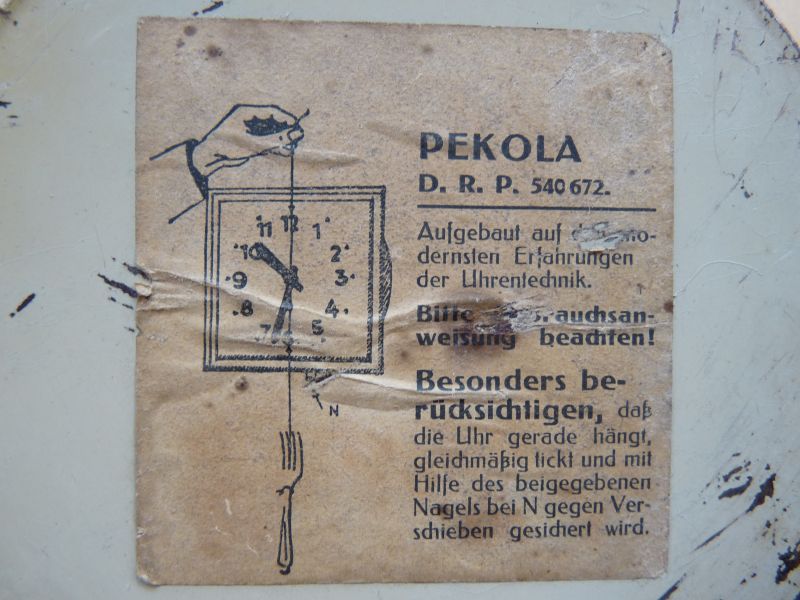 PEKOLA
D. R. P. 540672.
Aufgebaut auf
dernsten Erfahrungen
der Uhrentechnik.
Bitte
weisung beachten!
Besonders be-
rücksichtigen, daß
die Uhr gerade hängt,
gleichmäßig tickt und mit
Hilfe des beigegebenen
Nagels bei N gegen Ver-
schieben gesichert wird.
11 12 1
10 2
9 3
8 4
7 5
N